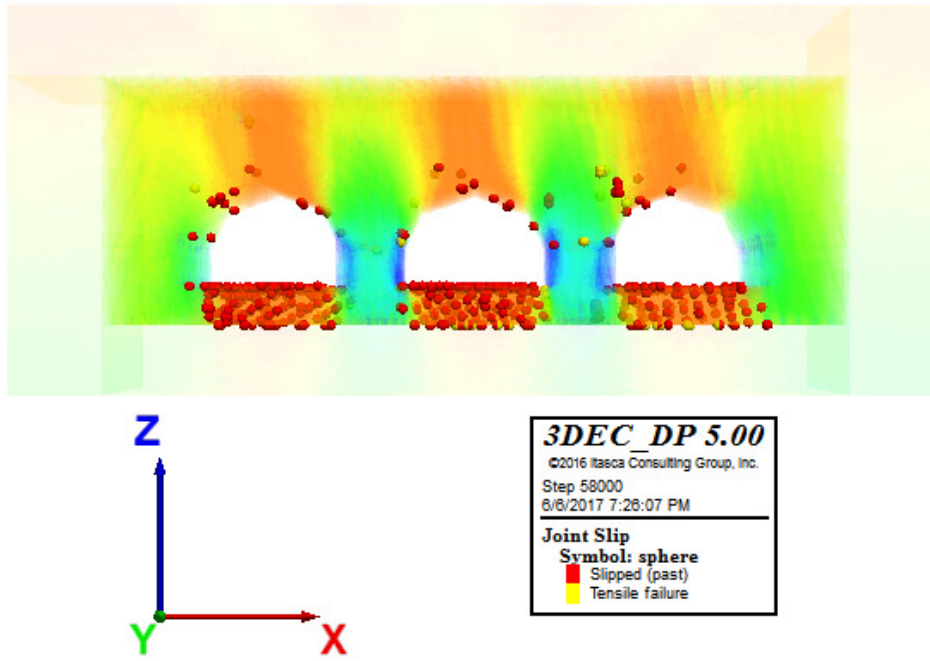 Z
Y
X
3DEC_DP 5.00
©2016 Itasca Consulting Group, Inc.
Step 58000
6/6/2017 7:26:07 PM
Joint Slip
Symbol: sphere
Slipped (past)
Tensile failure